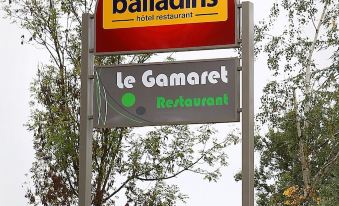 balladins
hôtel restaurant
Le Gamaret
Restaurant